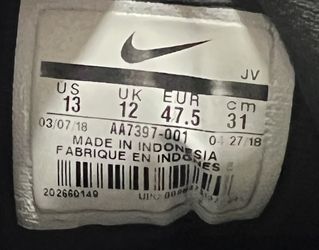 JV
US UK EUR cm
13 12 47.5 31
03/07/18 AA7397-001 04/27/18
MADE IN INDONESIA
FABRIQUE EN INDONES E
202660149